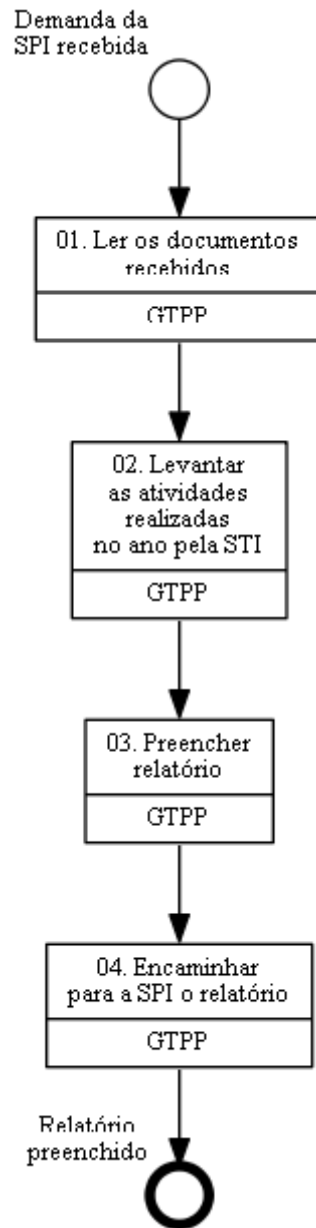 Demanda da
SPI recebida
01. Ler os documentos
recebidos
GTPP
02. Levantar
as atividades
realizadas
no ano pela STI
GTPP
03. Preencher
relatório
GTPP
04. Encaminhar
para a SPI o relatório
GTPP
Relatório
preenchido